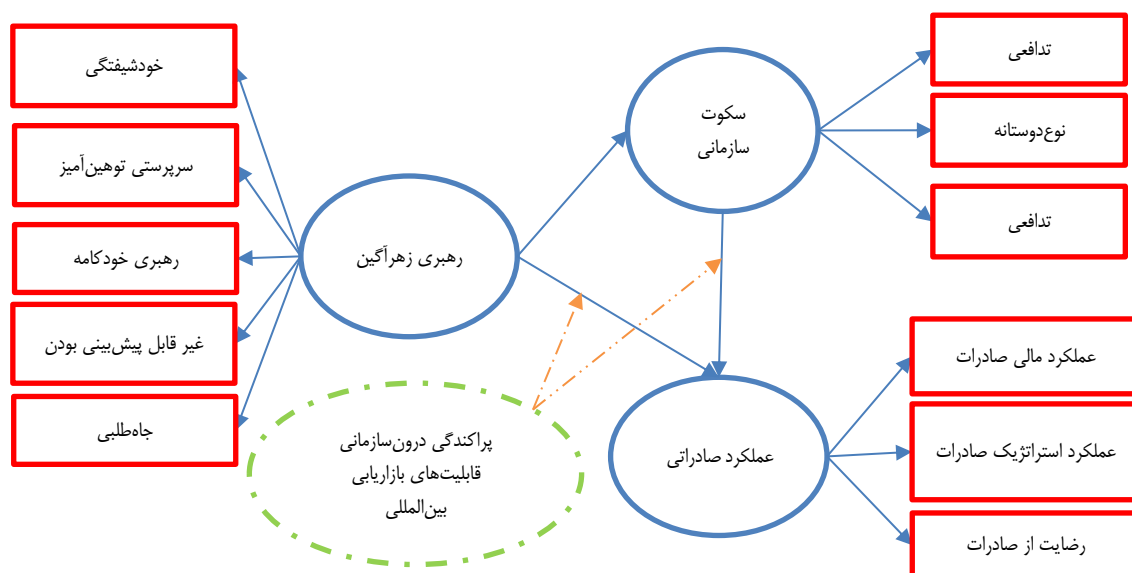 خودشیفتگی
سرپرستی توهین‌آمیز
رهبری خودکامه
غیر قابل پیش‌بینی بودن
جاه‌طلبی
رهبری زهرآگین
سکوت
سازمانی
تدافعی
نوع‌دوستانه
تدافعی
پراکندگی درون‌سازمانی
قابلیت‌های بازاریابی
بین‌المللی
عملکرد صادراتی
عملکرد مالی صادرات
عملکرد استراتژیک صادرات
رضایت از صادرات